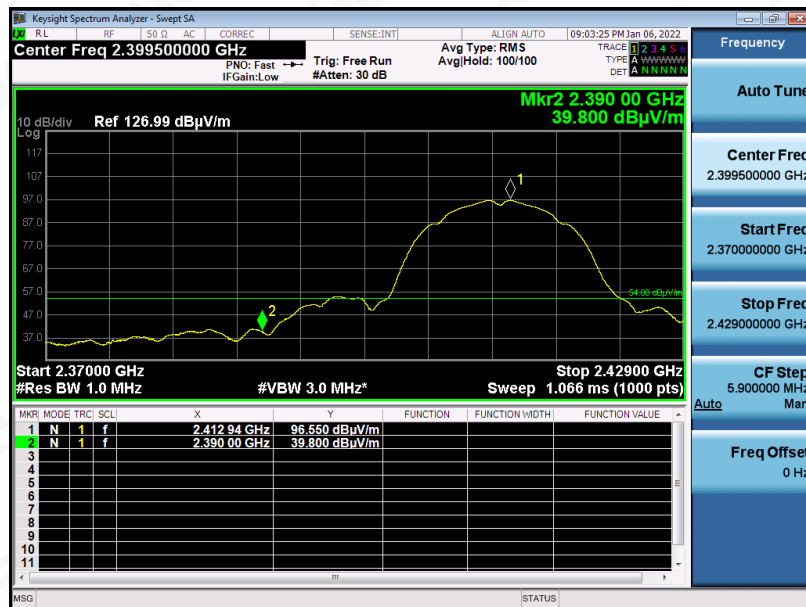 Keysight Spectrum Analyzer - Swept SA
LXI RL RF 50 Ω AC CORREC SENSE:INT ALIGN AUTO 09:03:25 PM Jan 06, 2022
Center Freq 2.399500000 GHz
PNO: Fast
IFGain:Low
Trig: Free Run
#Atten: 30 dB
Avg Type: RMS
Avg|Hold: 100/100
TRACE 1 2 3 4 5 6
TYPE A WWWWW
DET A N N N N N
Mkr2 2.390 00 GHz
39.800 dBµV/m
10 dB/div Ref 126.99 dBµV/m
Log
117
107
97.0
87.0
77.0
67.0
57.0
47.0
37.0
1
2
54.00 dBµV/m
Start 2.37000 GHz Stop 2.42900 GHz
#Res BW 1.0 MHz #VBW 3.0 MHz* Sweep 1.066 ms (1000 pts)
MKR MODE TRC SCL X Y FUNCTION FUNCTION WIDTH FUNCTION VALUE
1 N 1 f 2.412 94 GHz 96.550 dBµV/m
2 N 1 f 2.390 00 GHz 39.800 dBµV/m
3
4
5
6
7
8
9
10
11
MSG STATUS
Frequency
Auto Tune
Center Freq
2.399500000 GHz
Start Freq
2.370000000 GHz
Stop Freq
2.429000000 GHz
CF Step
5.900000 MHz
Auto Man
Freq Offset
0 Hz